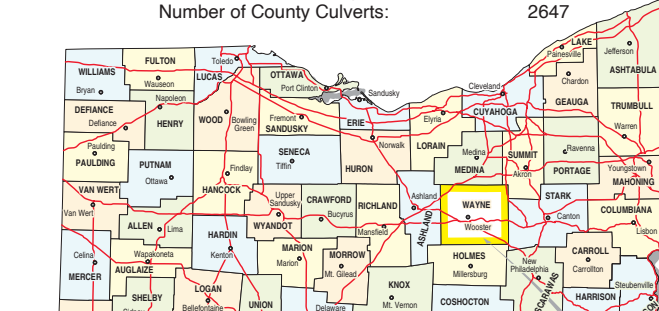 Number of County Culverts: 2647
LAKE
Painesville
Jefferson
ASHTABULA
WILLIAMS
Bryan
FULTON
Wauseon
Toledo
LUCAS
OTTAWA
Port Clinton
Sandusky
Cleveland
Chardon
GEAUGA
CUYAHOGA
TRUMBULL
Warren
DEFIANCE
Defiance
Napoleon
HENRY
WOOD
Bowling
Green
Fremont
SANDUSKY
ERIE
Norwalk
Elyria
LORAIN
Medina
MEDINA
SUMMIT
Akron
Ravenna
PORTAGE
Youngstown
MAHONING
Paulding
PAULDING
PUTNAM
Ottawa
Findlay
HANCOCK
SENECA
Tiffin
HURON
VAN WERT
Van Wert
ALLEN
Lima
Upper
Sandusky
WYANDOT
CRAWFORD
Bucyrus
RICHLAND
Mansfield
Ashland
ASHLAND
WAYNE
Wooster
STARK
Canton
COLUMBIANA
Lisbon
HARDIN
Kenton
MARION
Marion
MORROW
Mt. Gilead
HOLMES
Millersburg
New
Philadelphia
CARROLL
Carrollton
Celina
MERCER
Wapakoneta
AUGLAIZE
SHELBY
LOGAN
Bellefontaine
UNION
Delaware
KNOX
Mt. Vernon
COSHOCTON
HARRISON
Steubenville